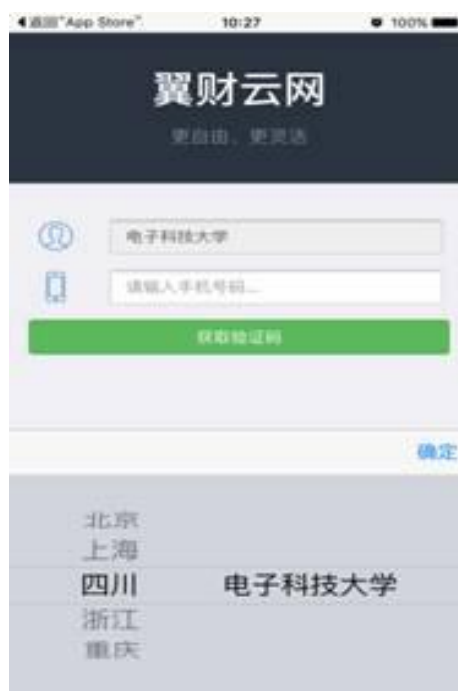 返回"App Store" 10:27 100%
翼财云网
更自由、更灵活
电子科技大学
请输入手机号码...
获取验证码
确定
北京
上海
四川 电子科技大学
浙江
重庆